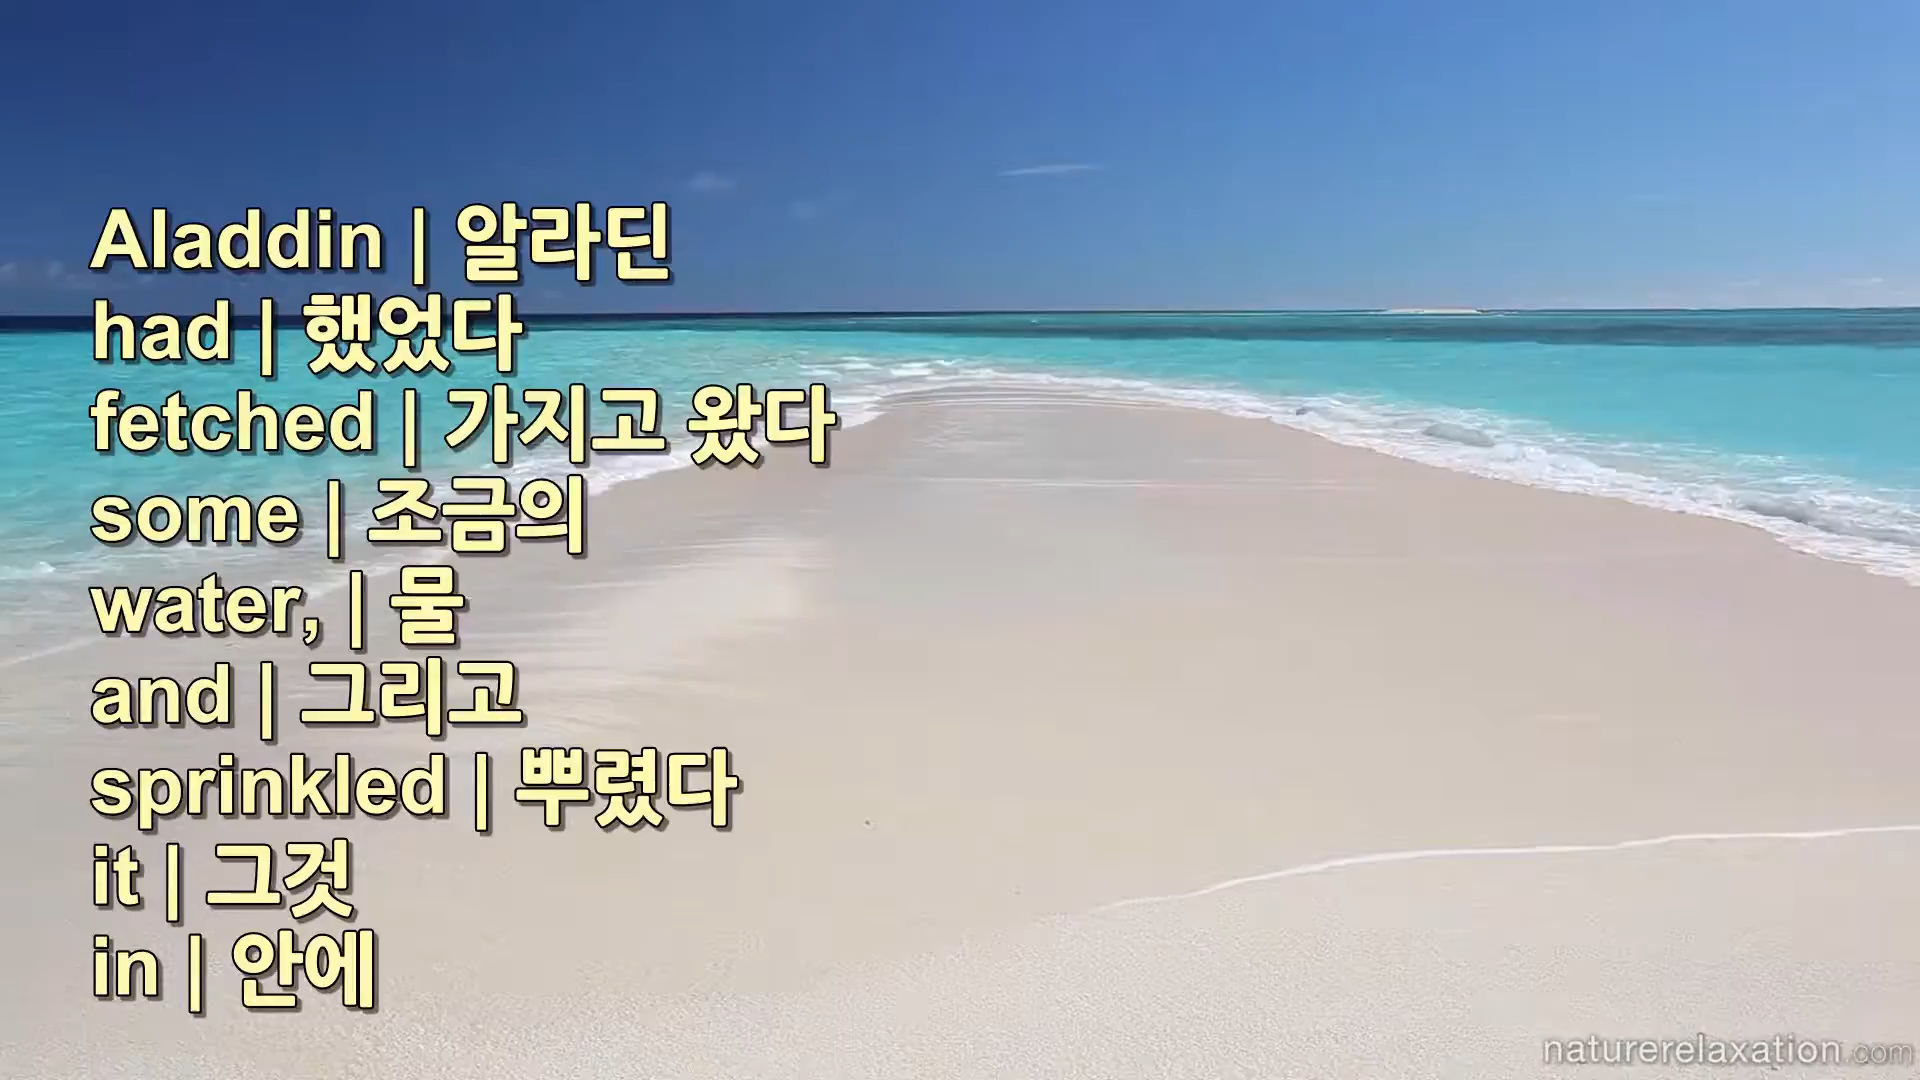 Aladdin | 알라딘
had | 했었다
fetched | 가지고 왔다
some | 조금의
water, | 물
and | 그리고
sprinkled | 뿌렸다
it | 그것
in | 안에
naturerelaxation.com